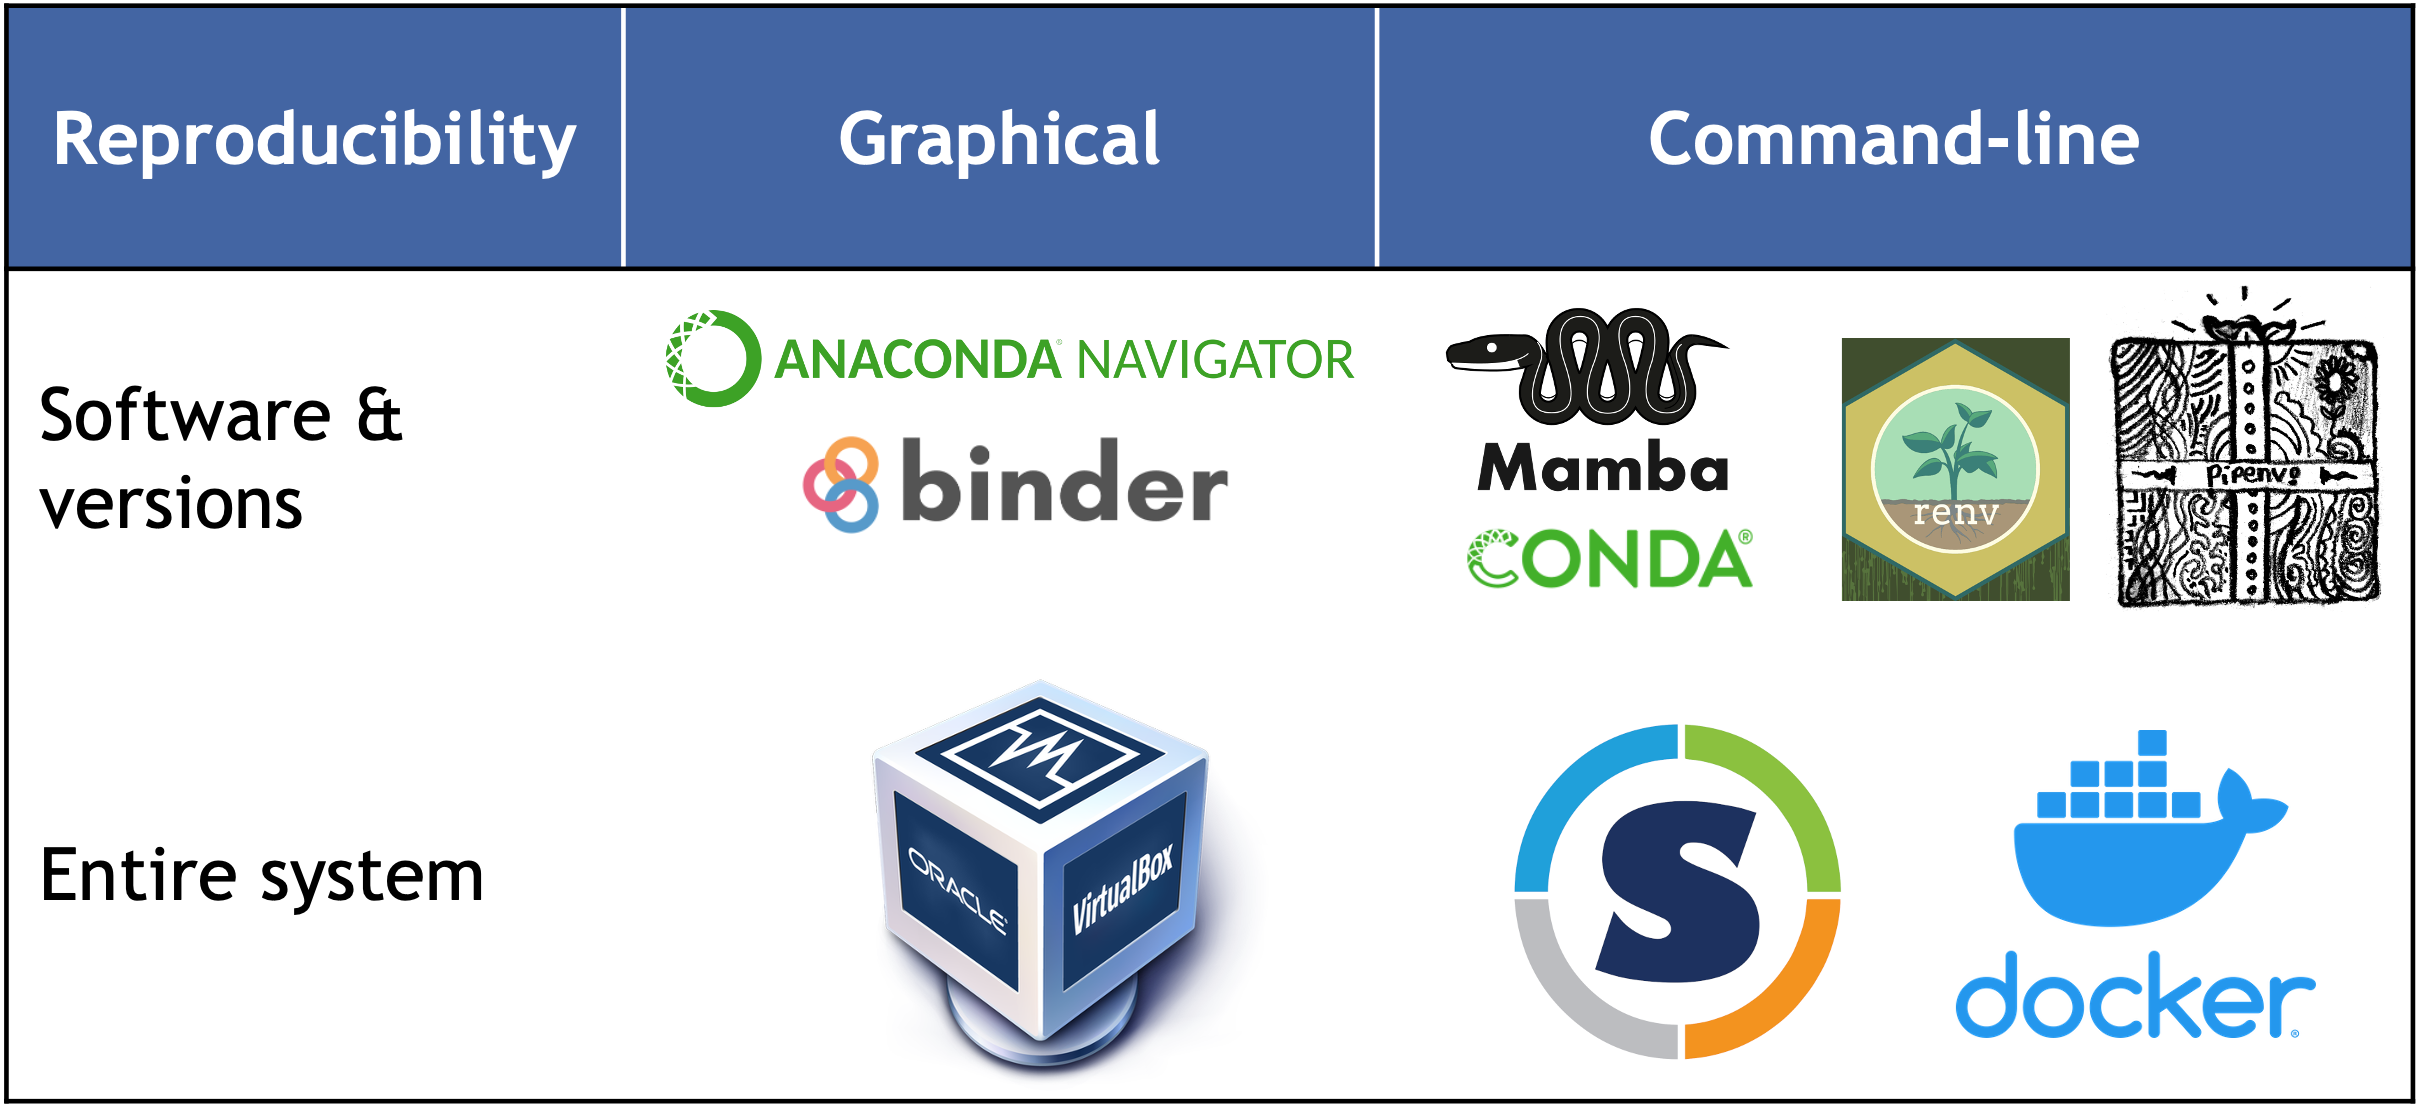 Reproducibility
Graphical
Command-line
Software &
versions
ANACONDA® NAVIGATOR
binder
Mamba
CONDA®
renv
Pipenv!
Entire system
ORACLE®
VirtualBox
S
docker®